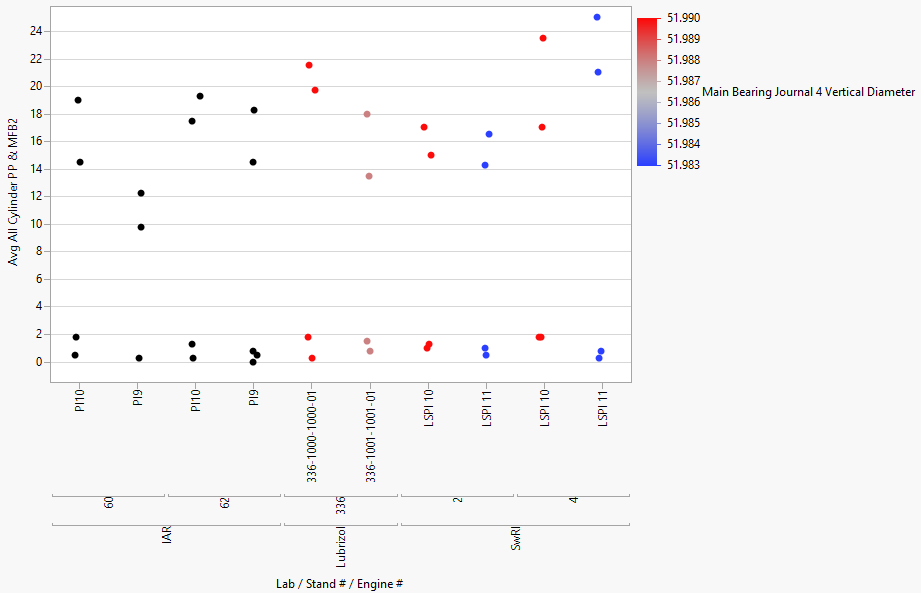 Avg All Cylinder PP & MFB2
24
22
20
18
16
14
12
10
8
6
4
2
0
51.990
51.989
51.988
51.987
51.986
51.985
51.984
51.983
Main Bearing Journal 4 Vertical Diameter
PI10
PI9
PI10
PI9
336-1000-1000-01
336-1001-1001-01
LSPI 10
LSPI 11
LSPI 10
LSPI 11
60
62
336
2
4
IAR
Lubrizol
SwRI
Lab / Stand # / Engine #